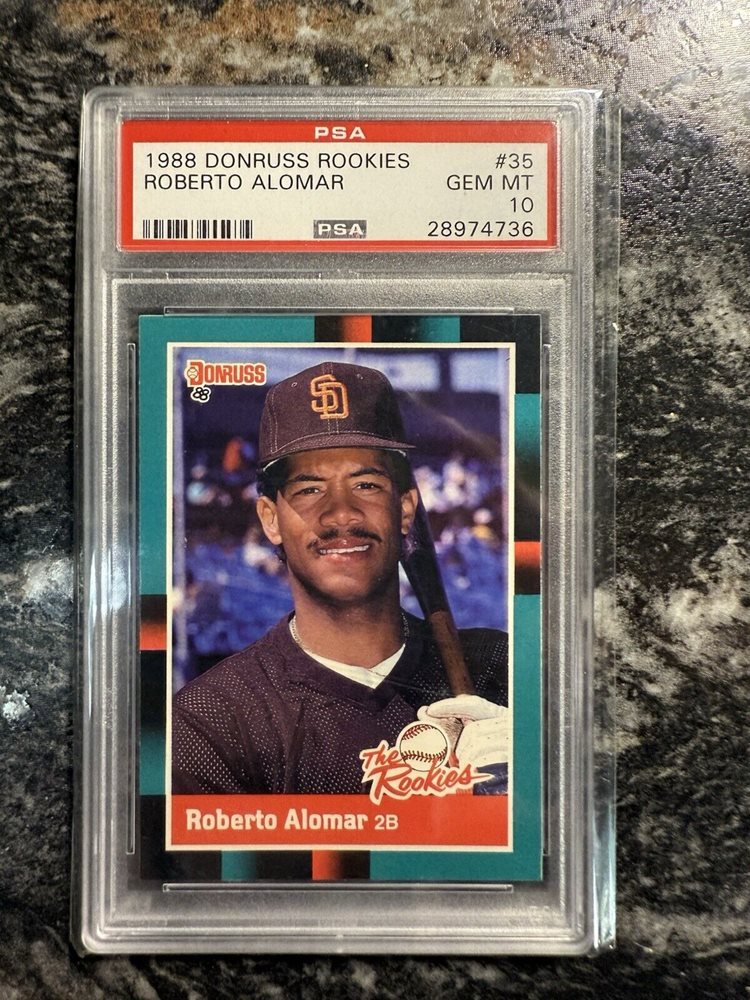 PSA
1988 DONRUSS ROOKIES #35
ROBERTO ALOMAR GEM MT
10
PSA 28974736
DONRUSS
88
SD
The
Rookies
Roberto Alomar 2B